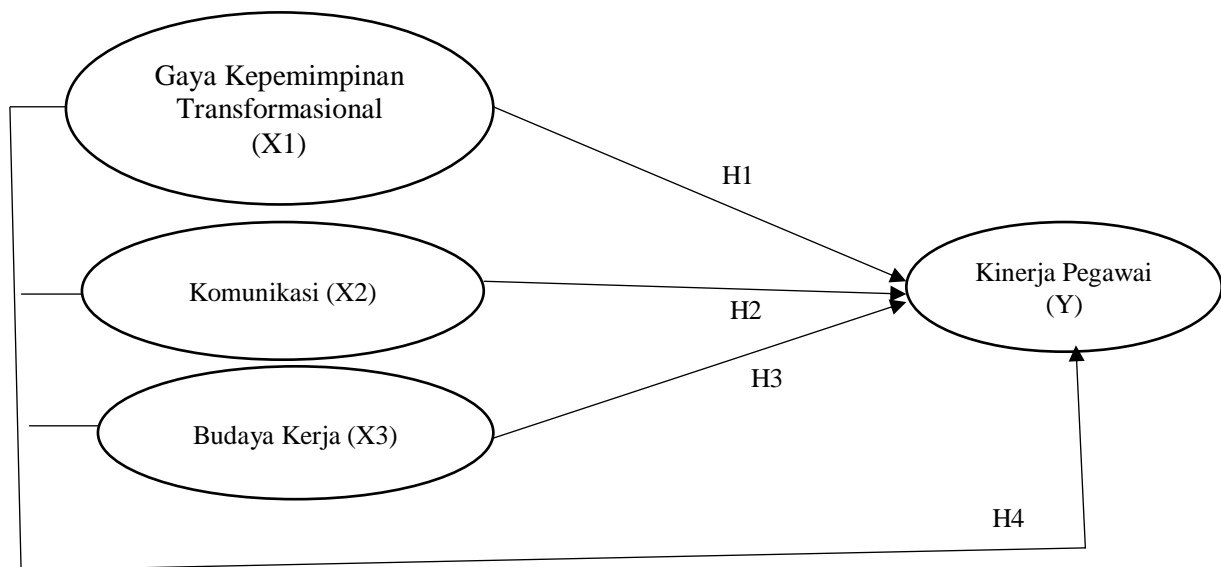 Gaya Kepemimpinan
Transformasional
(X1)
H1
Komunikasi (X2)
H2
Kinerja Pegawai
(Y)
H3
Budaya Kerja (X3)
H4